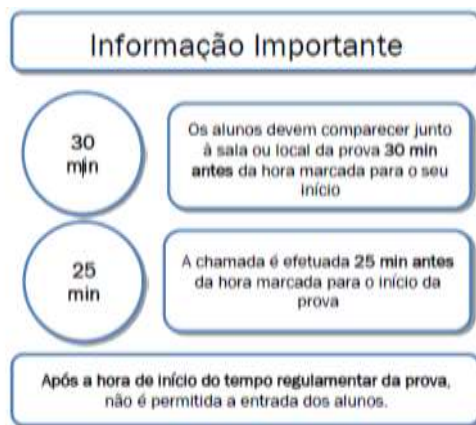 Informação Importante
30
min
Os alunos devem comparecer junto
à sala ou local da prova 30 min
antes da hora marcada para o seu
início
25
min
A chamada é efetuada 25 min antes
da hora marcada para o início da
prova
Após a hora de início do tempo regulamentar da prova,
não é permitida a entrada dos alunos.